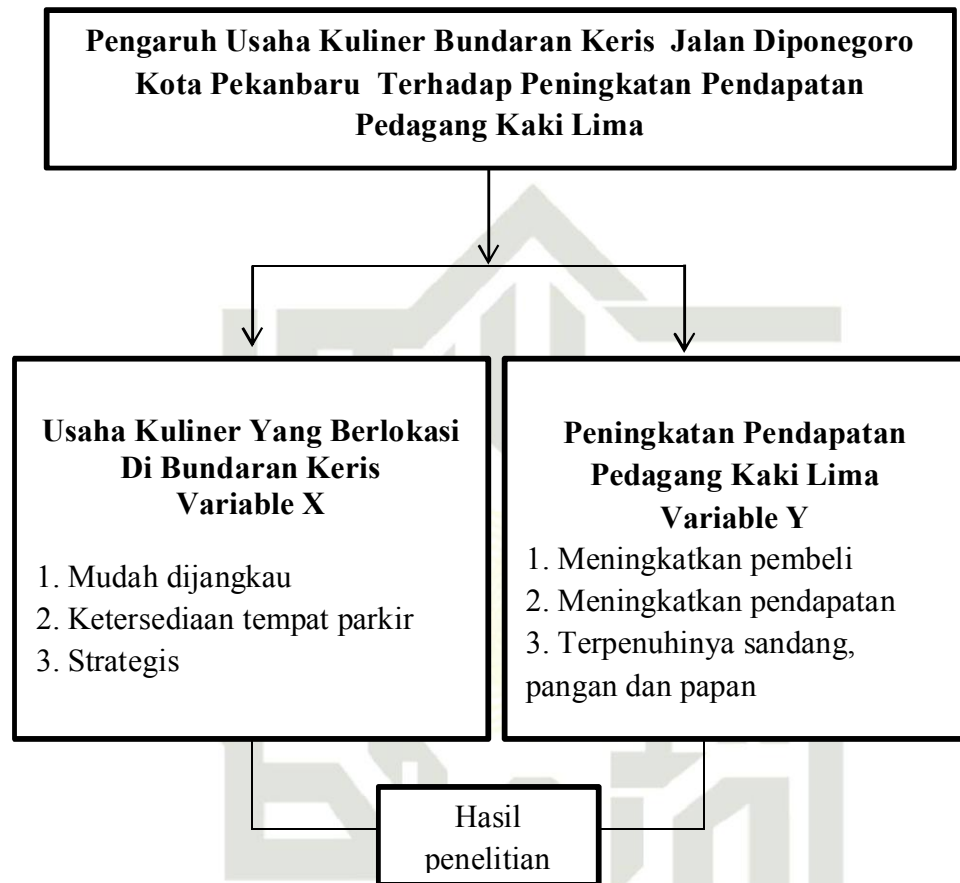 Pengaruh Usaha Kuliner Bundaran Keris Jalan Diponegoro
Kota Pekanbaru Terhadap Peningkatan Pendapatan
Pedagang Kaki Lima
Usaha Kuliner Yang Berlokasi
Di Bundaran Keris
Variable X
1. Mudah dijangkau
2. Ketersediaan tempat parkir
3. Strategis
Peningkatan Pendapatan
Pedagang Kaki Lima
Variable Y
1. Meningkatkan pembeli
2. Meningkatkan pendapatan
3. Terpenuhinya sandang,
pangan dan papan
Hasil
penelitian